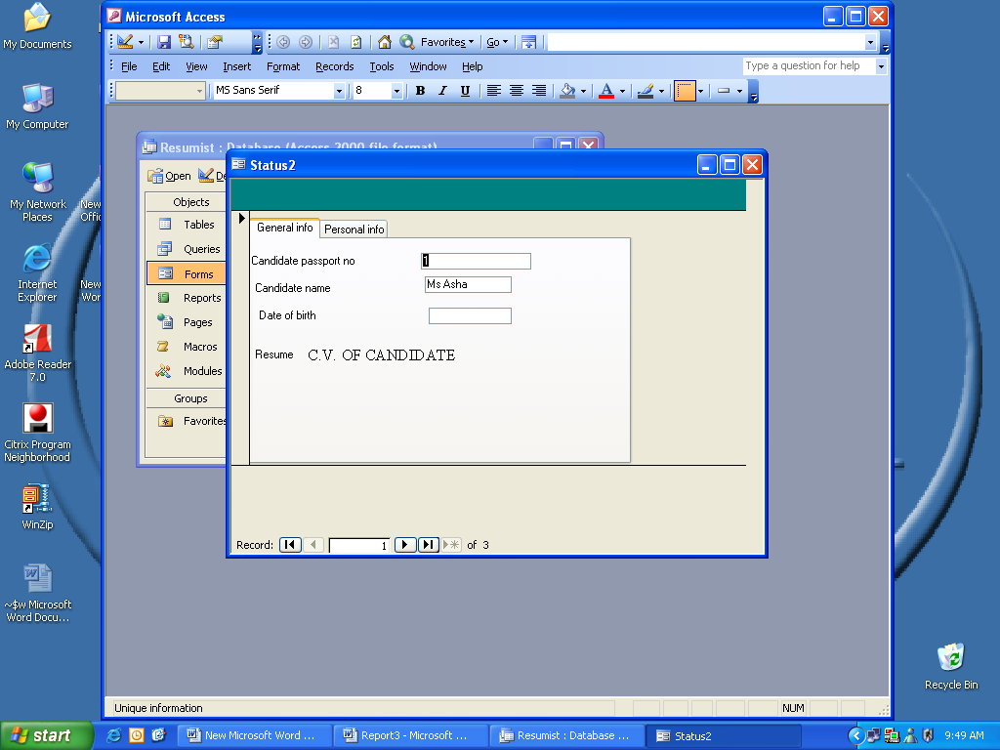 My Documents
My Computer
My Network
Places
Internet
Explorer
Adobe Reader
7.0
Citrix Program
Neighborhood
WinZip
~$w Microsoft
Word Docu...
New
Offi
New
Wor
Microsoft Access
Favorites
Go
File Edit View Insert Format Records Tools Window Help
Type a question for help
MS Sans Serif 8 B I U A
Resumist : Database (Access 2000 file format)
Open
Objects
Tables
Queries
Forms
Reports
Pages
Macros
Modules
Groups
Favorites
Status2
General info Personal info
Candidate passport no 1
Candidate name Ms Asha
Date of birth
Resume C.V. OF CANDIDATE
Record: 1 of 3
Unique information NUM
Recycle Bin
start New Microsoft Word ... Report3 - Microsoft ... Resumist : Database ... Status2 9:49 AM